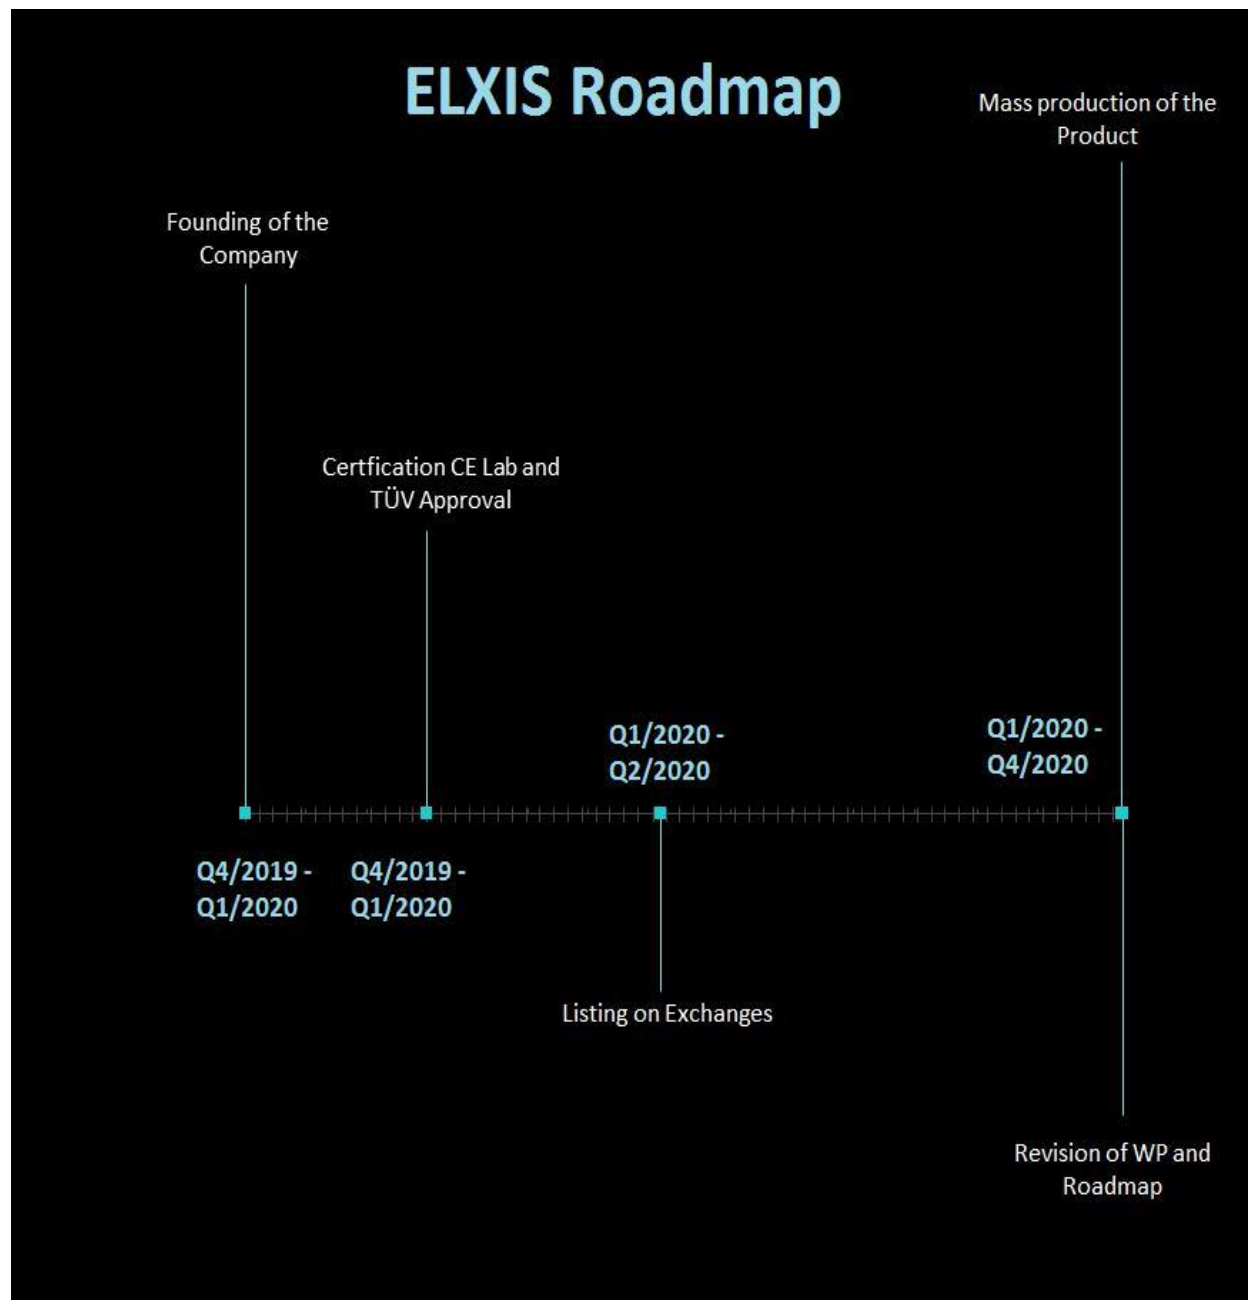 ELXIS Roadmap
Mass production of the
Product
Founding of the
Company
Certfication CE Lab and
TÜV Approval
Q1/2020 -
Q2/2020
Q1/2020 -
Q4/2020
Q4/2019 -
Q1/2020
Q4/2019 -
Q1/2020
Listing on Exchanges
Revision of WP and
Roadmap